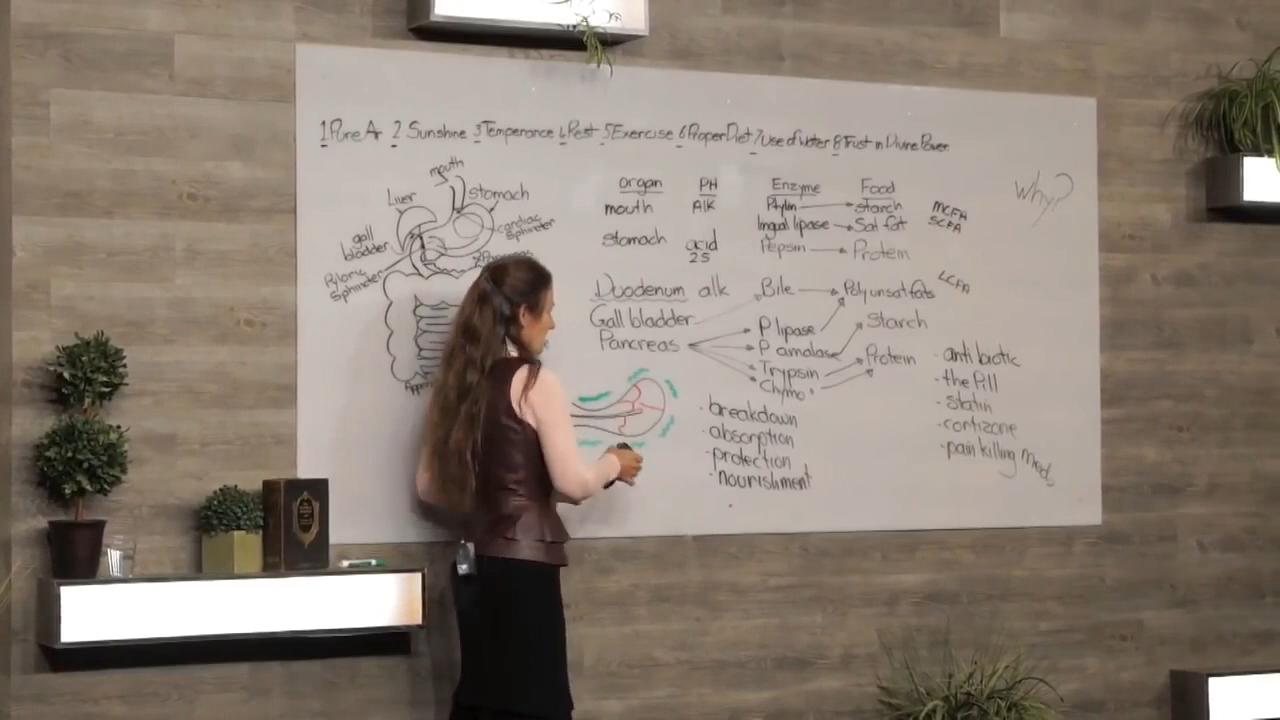 1 Pure Air 2 Sunshine 3 Temperance 4 Rest 5 Exercise 6 Proper Diet 7 Use of Water 8 Trust in Divine Power
mouth
Liver
stomach
cardiac
Sphincter
gall
bladder
Pyloric
Sphincter
organ PH Enzyme Food
mouth Alk Ptylin starch
MCFA
SCFA
lingual lipase Sat fat
stomach acid Pepsin Protein
25
Duodenum alk Bile Poly unsat fats
LCFA
Gall bladder
Pancreas
P lipase
Starch
P amalase
Protein
Trypsin
Chymo
why?
· breakdown
· absorption
· protection
· nourishment
· anti biotic
· the Pill
· statin
· cortizone
· pain killing meds